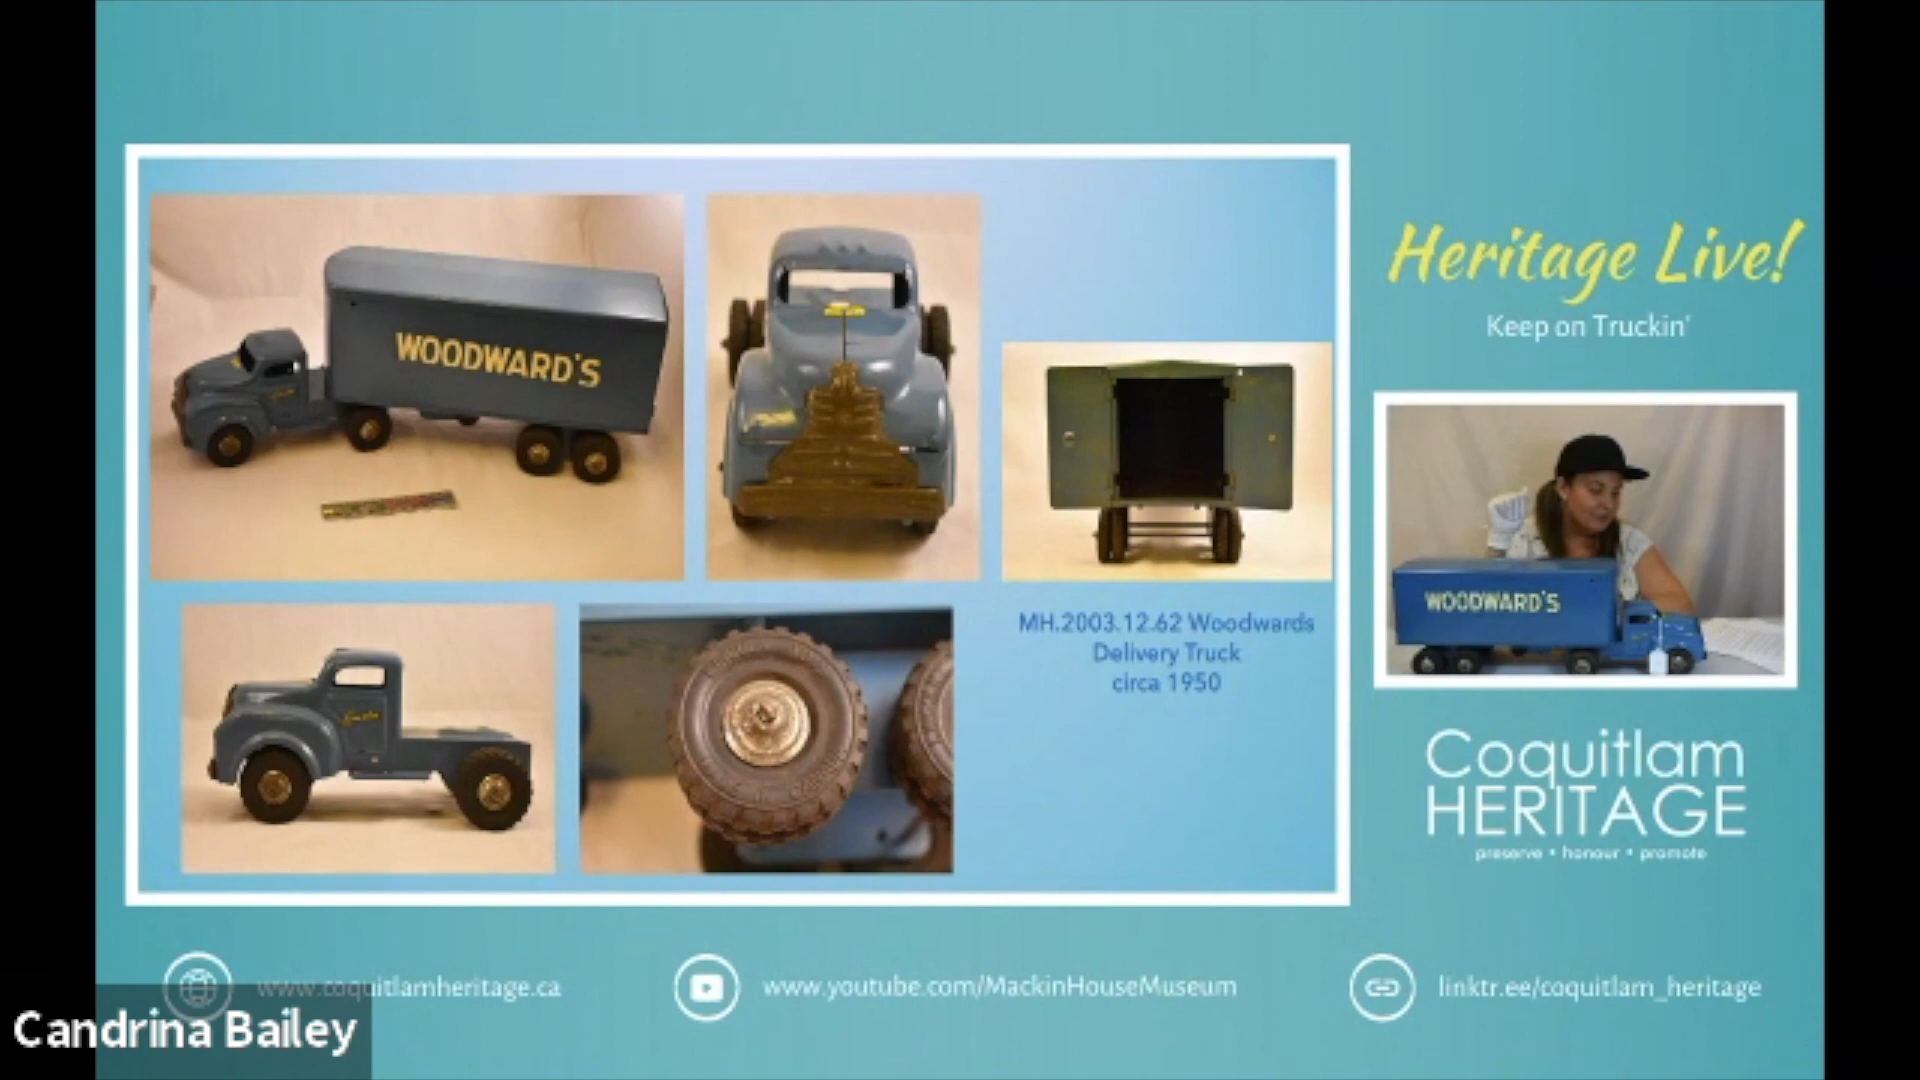 WOODWARD'S
MH.2003.12.62 Woodwards
Delivery Truck
circa 1950
Heritage Live!
Keep on Truckin'
WOODWARD'S
Coquitlam
HERITAGE
preserve • honour • promote
www.coquitlamheritage.ca
www.youtube.com/MackinHouseMuseum
linktr.ee/coquitlam_heritage
Candrina Bailey